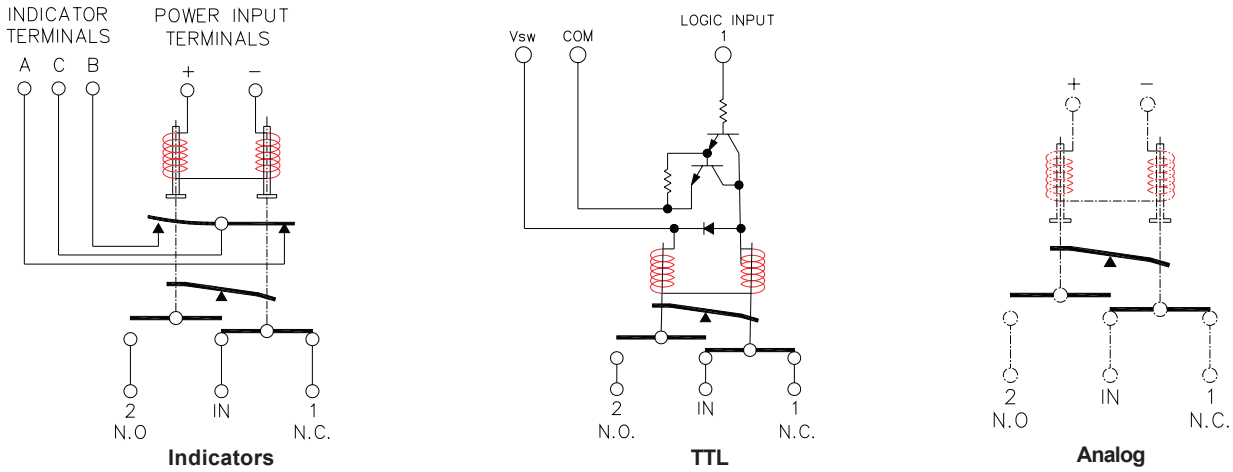 INDICATOR
TERMINALS
A C B
POWER INPUT
TERMINALS
+ −
2
N.O
IN
1
N.C.
Indicators
Vsw COM
LOGIC INPUT
1
2
N.O.
IN
1
N.C.
TTL
+ −
2
N.O.
IN
1
N.C.
Analog